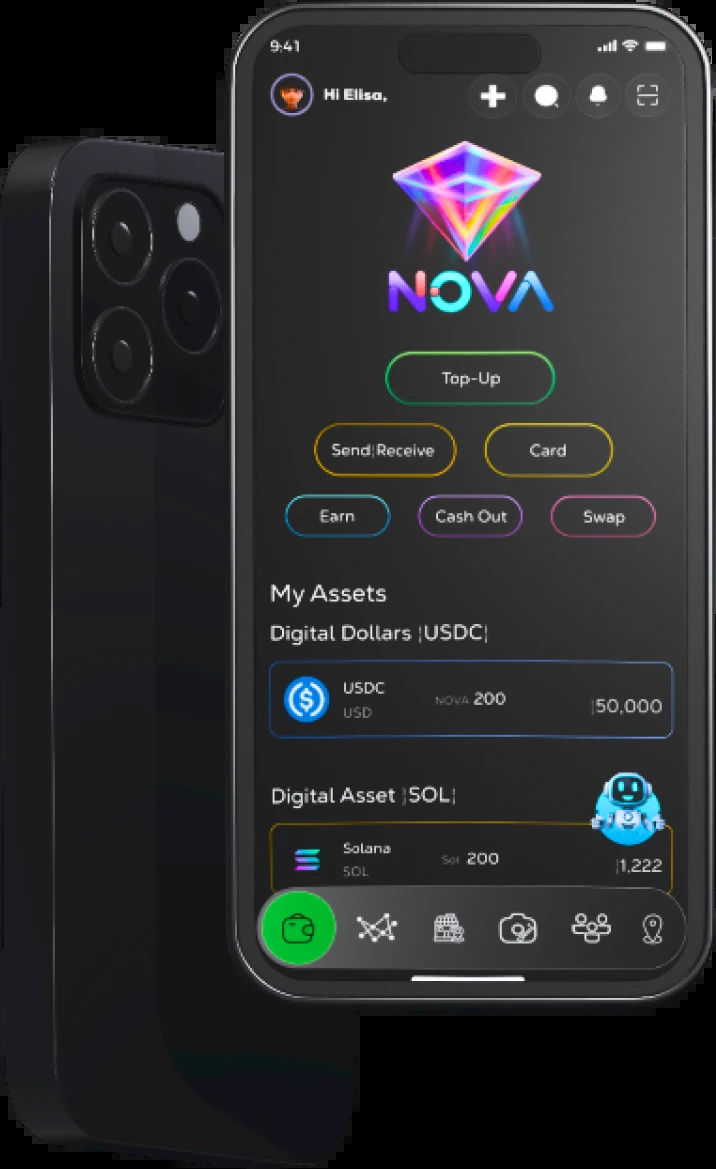 9:41
Hi Elisa,
NOVA
Top-Up
Send¦Receive Card
Earn Cash Out Swap
My Assets
Digital Dollars ¦USDC¦
USDC
USD
NOVA 200
¦50,000
Digital Asset ¦SOL¦
Solana
SOL
Sol 200
¦1,222